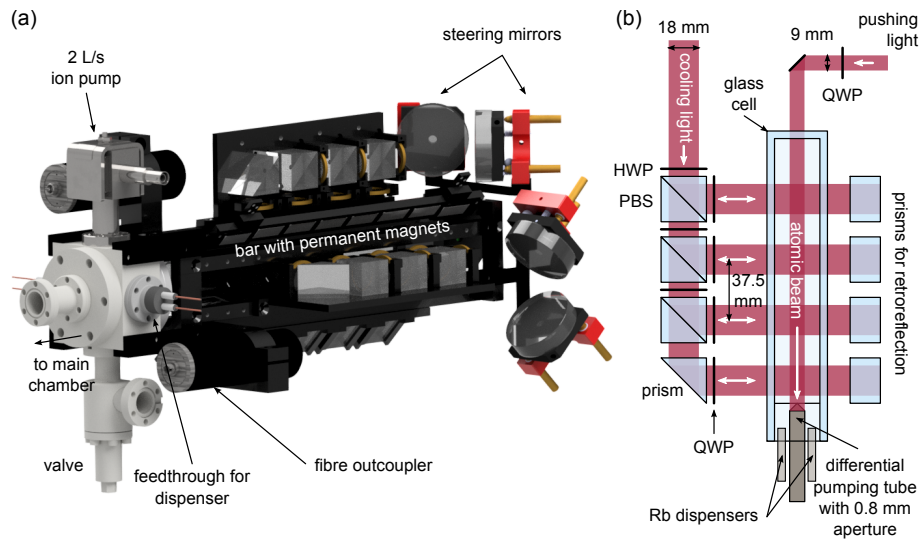 (a)
2 L/s
ion pump
steering mirrors
bar with permanent magnets
to main
chamber
valve
feedthrough for
dispenser
fibre outcoupler
(b)
18 mm
cooling light
9 mm
pushing
light
QWP
glass
cell
HWP
PBS
37.5
mm
atomic beam
prisms for retroreflection
prism
QWP
Rb dispensers
differential
pumping tube
with 0.8 mm
aperture